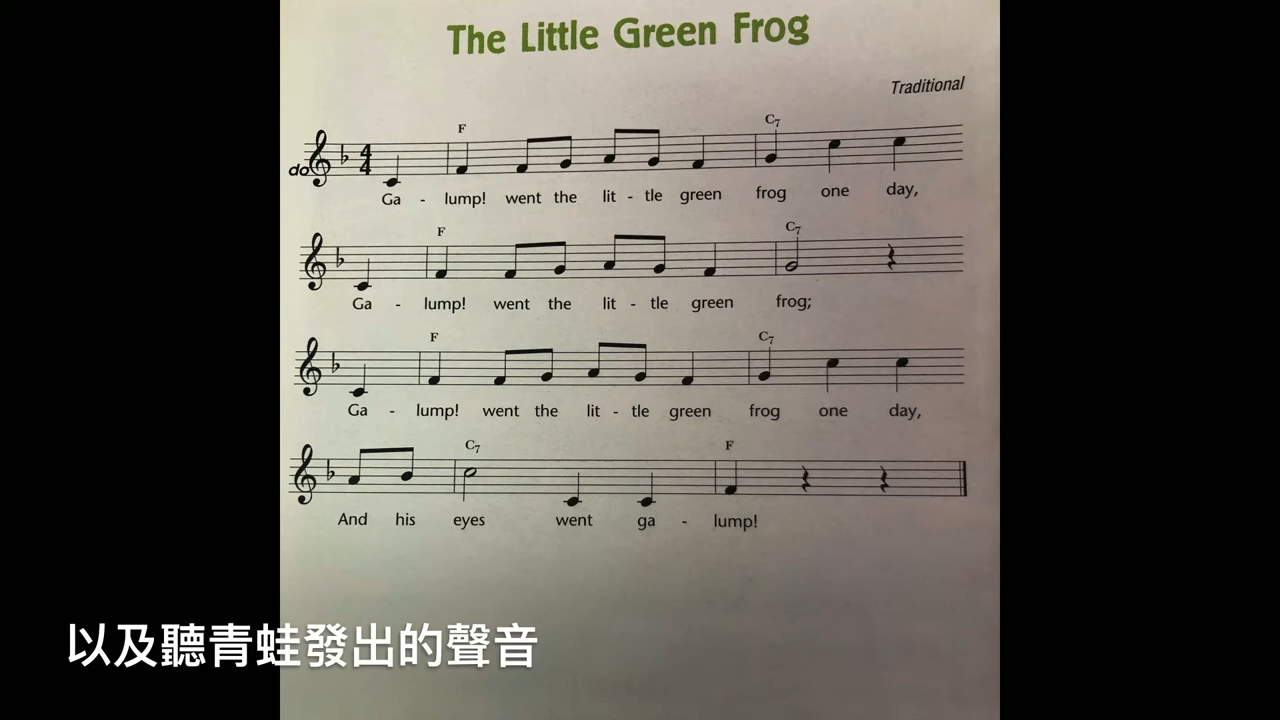 The Little Green Frog
Traditional
F C7
do 4/4
Ga - lump! went the lit - tle green frog one day,
F C7
Ga - lump! went the lit - tle green frog;
F C7
Ga - lump! went the lit - tle green frog one day,
C7 F
And his eyes went ga - lump!
以及聽青蛙發出的聲音